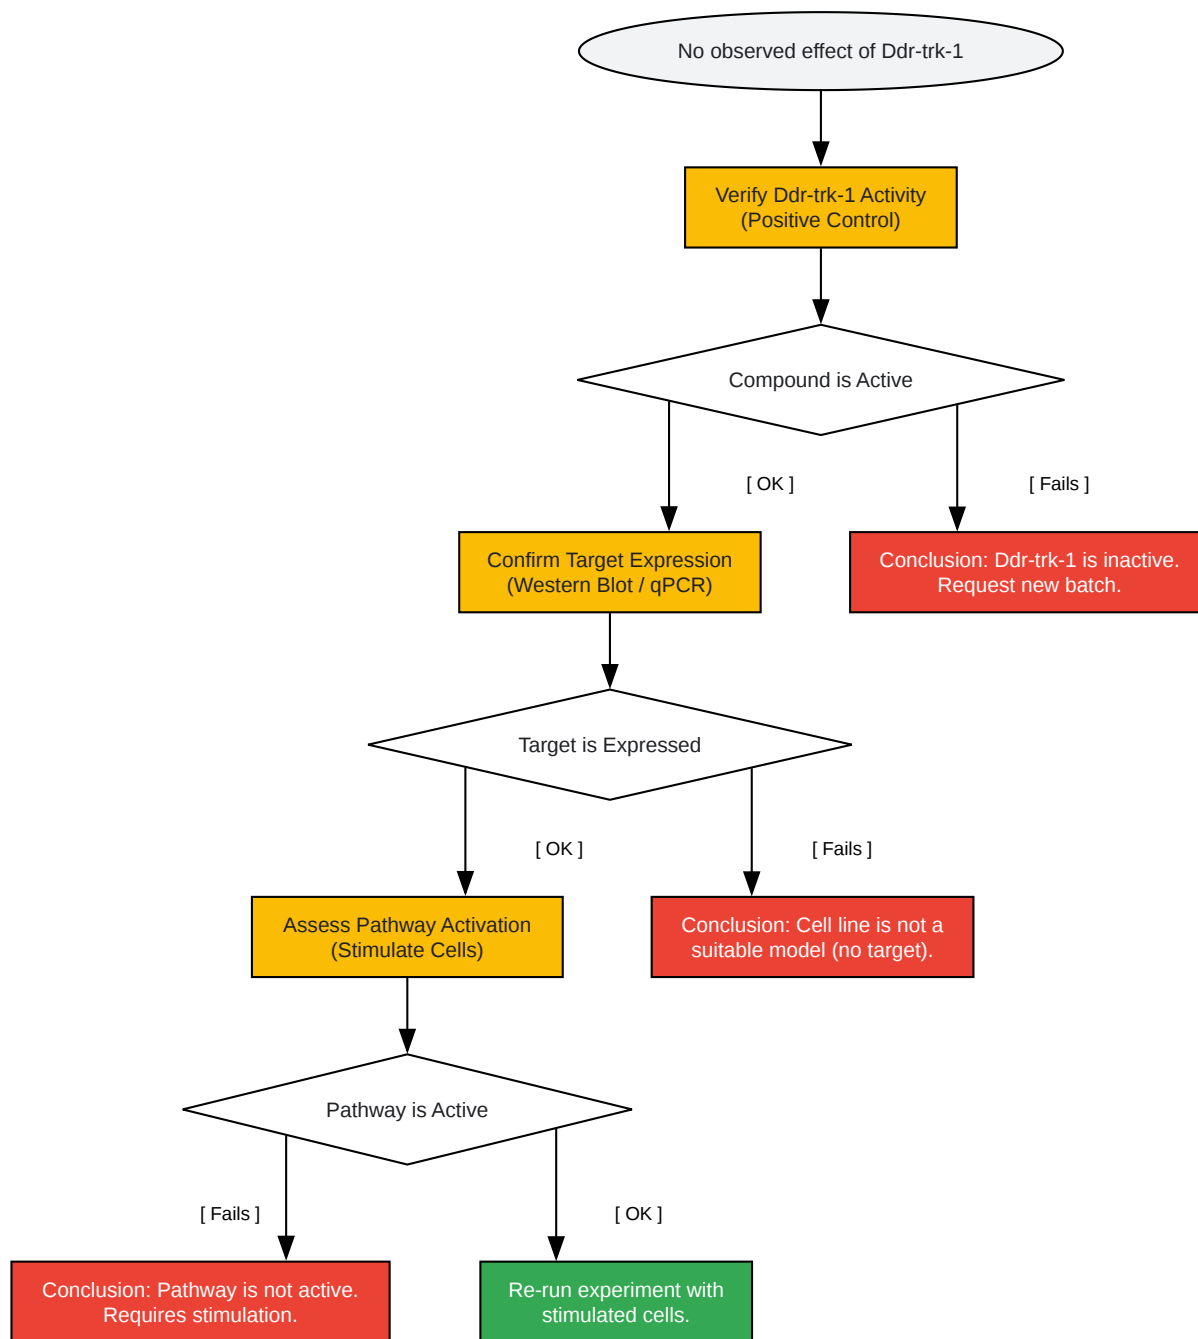 No observed effect of Ddr-trk-1
Verify Ddr-trk-1 Activity
(Positive Control)
Compound is Active
[ OK ]
[ Fails ]
Confirm Target Expression
(Western Blot / qPCR)
Conclusion: Ddr-trk-1 is inactive.
Request new batch.
Target is Expressed
[ OK ]
[ Fails ]
Assess Pathway Activation
(Stimulate Cells)
Conclusion: Cell line is not a
suitable model (no target).
Pathway is Active
[ Fails ]
[ OK ]
Conclusion: Pathway is not active.
Requires stimulation.
Re-run experiment with
stimulated cells.